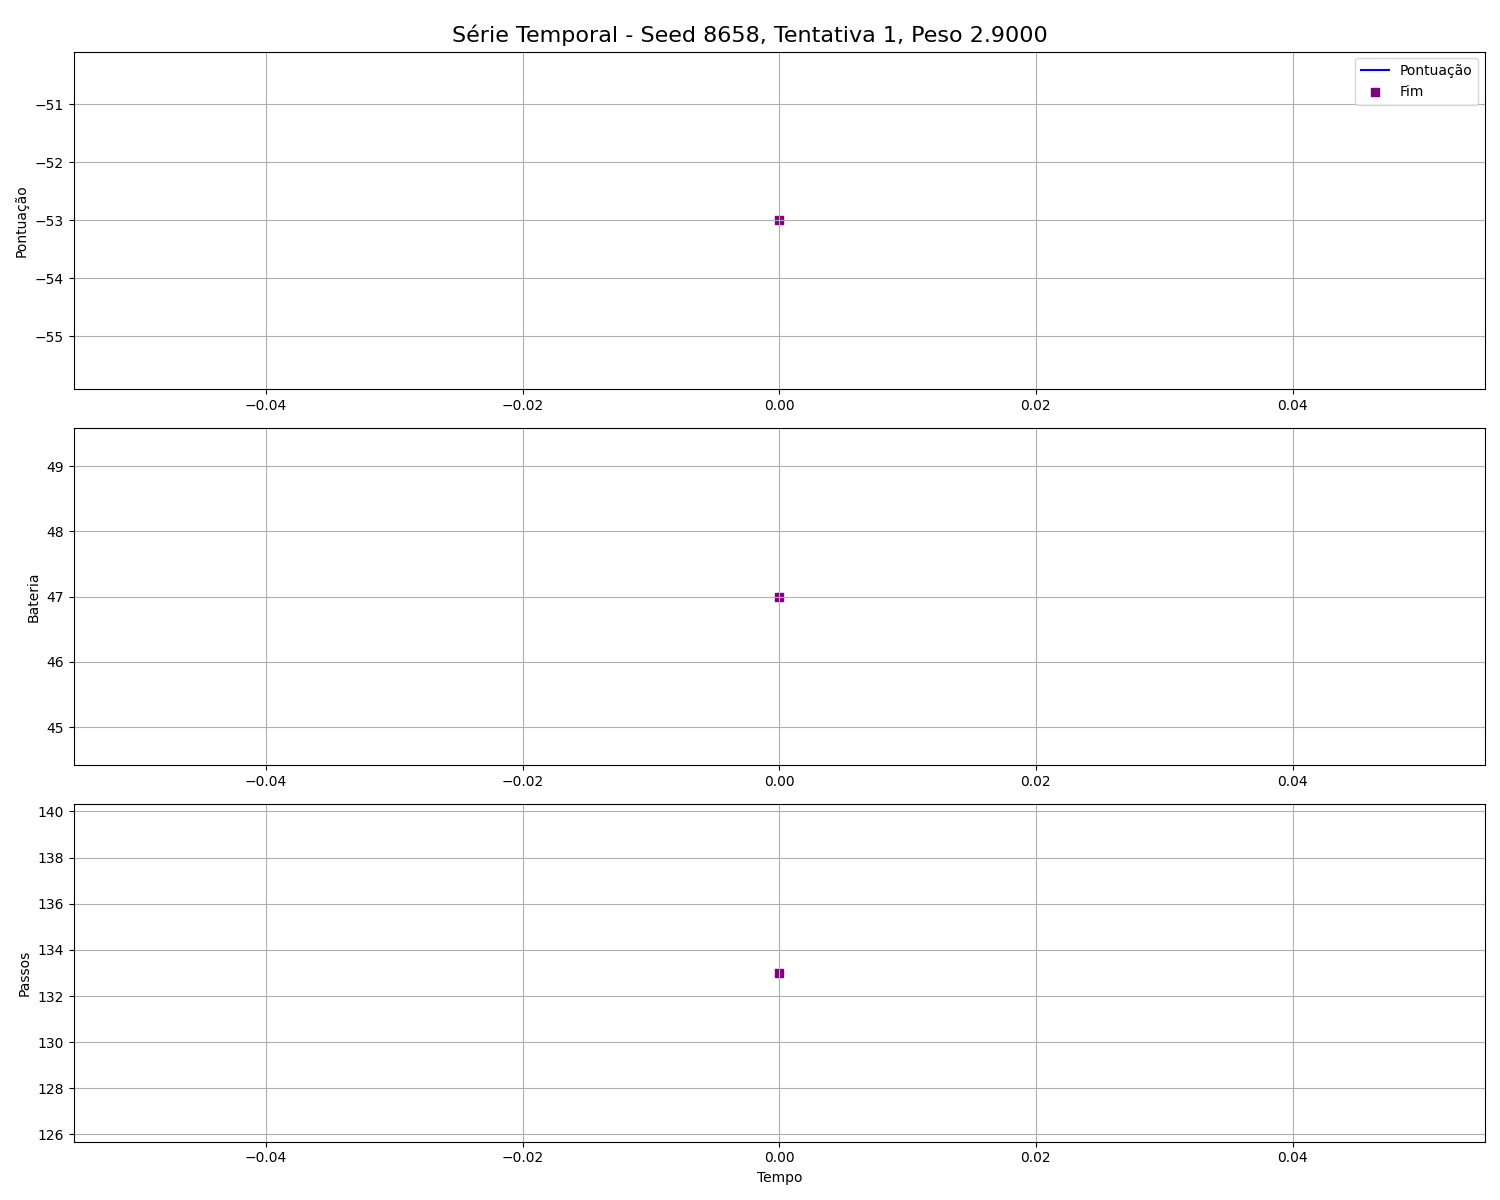 Série Temporal - Seed 8658, Tentativa 1, Peso 2.9000
Pontuação
Fim
−51
−52
−53
−54
−55
Pontuação
−0.04 −0.02 0.00 0.02 0.04
49
48
47
46
45
Bateria
−0.04 −0.02 0.00 0.02 0.04
140
138
136
134
132
130
128
126
Passos
−0.04 −0.02 0.00 0.02 0.04
Tempo